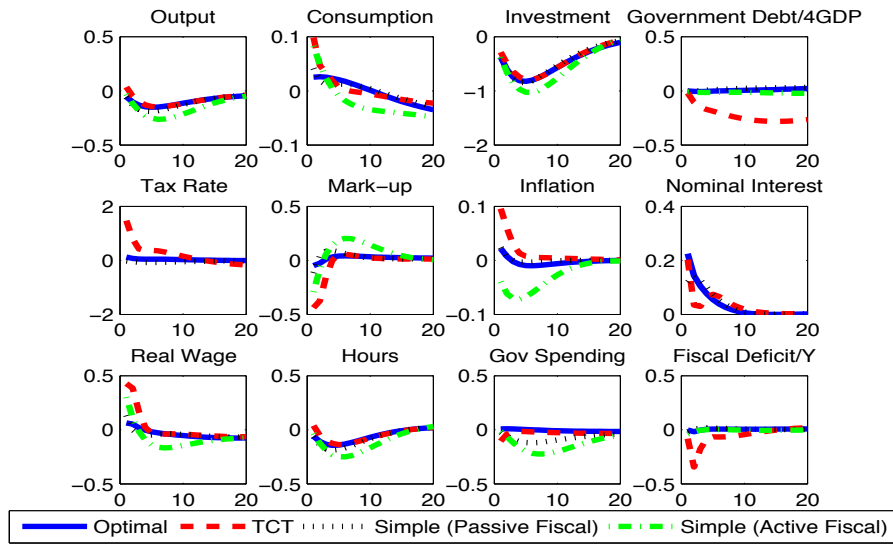 Output Consumption Investment Government Debt/4GDP
0.5 0.1 0 0.5
0 0 −1 0
−0.5 −0.1 −2 −0.5
0 10 20 0 10 20 0 10 20 0 10 20
Tax Rate Mark−up Inflation Nominal Interest
2 0.5 0.1 0.4
0 0 0 0.2
−2 −0.5 −0.1 0
0 10 20 0 10 20 0 10 20 0 10 20
Real Wage Hours Gov Spending Fiscal Deficit/Y
0.5 0.5 0.5 0.5
0 0 0 0
−0.5 −0.5 −0.5 −0.5
0 10 20 0 10 20 0 10 20 0 10 20
Optimal TCT Simple (Passive Fiscal) Simple (Active Fiscal)